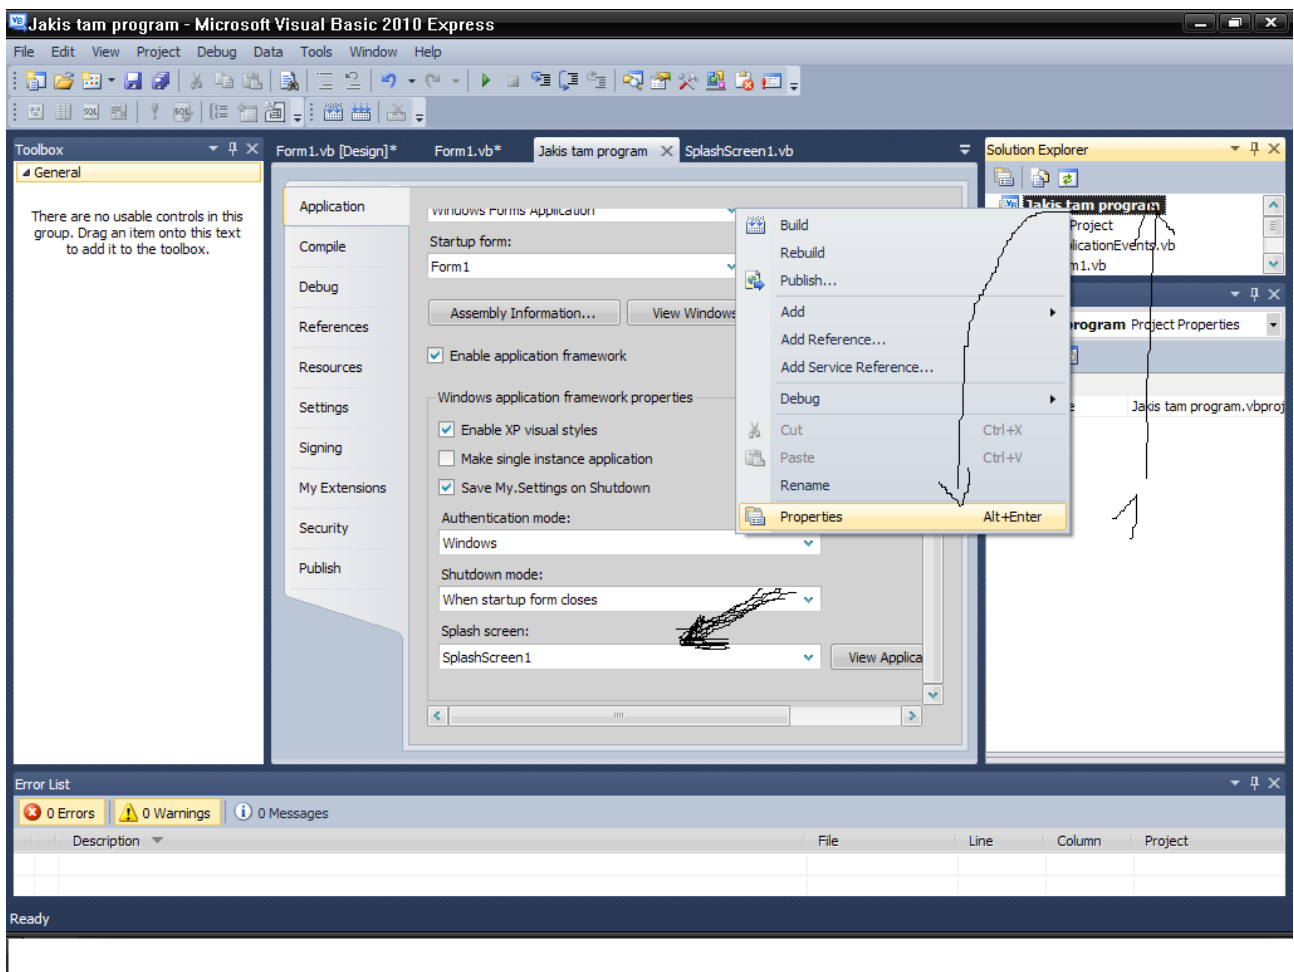 Jakis tam program - Microsoft Visual Basic 2010 Express
File Edit View Project Debug Data Tools Window Help
Toolbox
General
There are no usable controls in this
group. Drag an item onto this text
to add it to the toolbox.
Form1.vb [Design]* Form1.vb* Jakis tam program SplashScreen1.vb
Application
Compile
Debug
References
Resources
Settings
Signing
My Extensions
Security
Publish
Windows Forms Application
Startup form:
Form1
Assembly Information... View Windows
Enable application framework
Windows application framework properties
Enable XP visual styles
Make single instance application
Save My.Settings on Shutdown
Authentication mode:
Windows
Shutdown mode:
When startup form closes
Splash screen:
SplashScreen1
View Applica
Build
Rebuild
Publish...
Add
Add Reference...
Add Service Reference...
Debug
Cut Ctrl+X
Paste Ctrl+V
Rename
Properties Alt+Enter
Solution Explorer
Jakis tam program
Project
licationEvents.vb
m1.vb
rogram Project Properties
e Jakis tam program.vbproj
1
Error List
0 Errors 0 Warnings 0 Messages
Description File Line Column Project
Ready